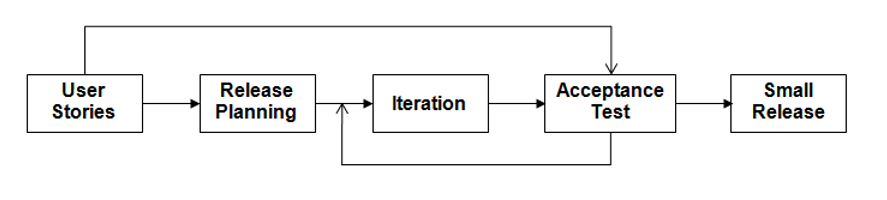 User
Stories
Release
Planning
Iteration
Acceptance
Test
Small
Release